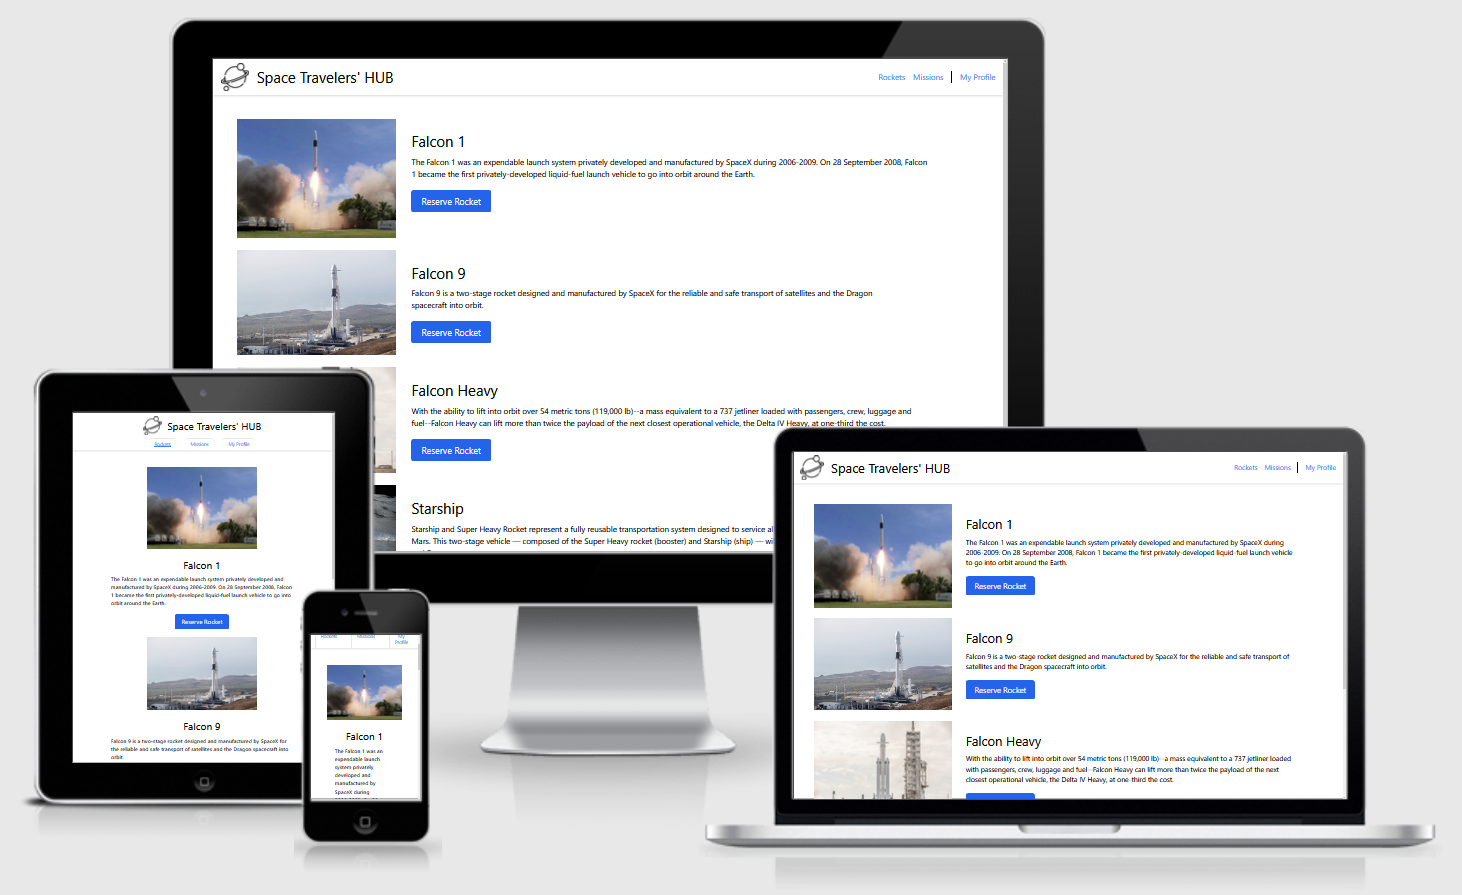 Space Travelers' HUB
Rockets Missions My Profile
Falcon 1
The Falcon 1 was an expendable launch system privately developed and manufactured by SpaceX during 2006-2009. On 28 September 2008, Falcon
1 became the first privately-developed liquid-fuel launch vehicle to go into orbit around the Earth.
Reserve Rocket
Falcon 9
Falcon 9 is a two-stage rocket designed and manufactured by SpaceX for the reliable and safe transport of satellites and the Dragon
spacecraft into orbit.
Reserve Rocket
Falcon Heavy
With the ability to lift into orbit over 54 metric tons (119,000 lb)--a mass equivalent to a 737 jetliner loaded with passengers, crew, luggage and
fuel--Falcon Heavy can lift more than twice the payload of the next closest operational vehicle, the Delta IV Heavy, at one-third the cost.
Reserve Rocket
Starship
Starship and Super Heavy Rocket represent a fully reusable transportation system designed to service al
Mars. This two-stage vehicle — composed of the Super Heavy rocket (booster) and Starship (ship) — wi
Space Travelers' HUB
Rockets Missions My Profile
Falcon 1
The Falcon 1 was an expendable launch system privately developed and
manufactured by SpaceX during 2006-2009. On 28 September 2008, Falcon
1 became the first privately-developed liquid-fuel launch vehicle to go into
orbit around the Earth.
Reserve Rocket
Falcon 9
Falcon 9 is a two-stage rocket designed and manufactured by SpaceX for
the reliable and safe transport of satellites and the Dragon spacecraft into
orbit.
Rockets Missions My
Profile
Falcon 1
The Falcon 1 was an
expendable launch
system privately
developed and
manufactured by
SpaceX during
Space Travelers' HUB
Rockets Missions My Profile
Falcon 1
The Falcon 1 was an expendable launch system privately developed and manufactured by SpaceX during
2006-2009. On 28 September 2008, Falcon 1 became the first privately-developed liquid-fuel launch vehicle
to go into orbit around the Earth.
Reserve Rocket
Falcon 9
Falcon 9 is a two-stage rocket designed and manufactured by SpaceX for the reliable and safe transport of
satellites and the Dragon spacecraft into orbit.
Reserve Rocket
Falcon Heavy
With the ability to lift into orbit over 54 metric tons (119,000 lb)--a mass equivalent to a 737 jetliner loaded
with passengers, crew, luggage and fuel--Falcon Heavy can lift more than twice the payload of the next
closest operational vehicle, the Delta IV Heavy, at one-third the cost.